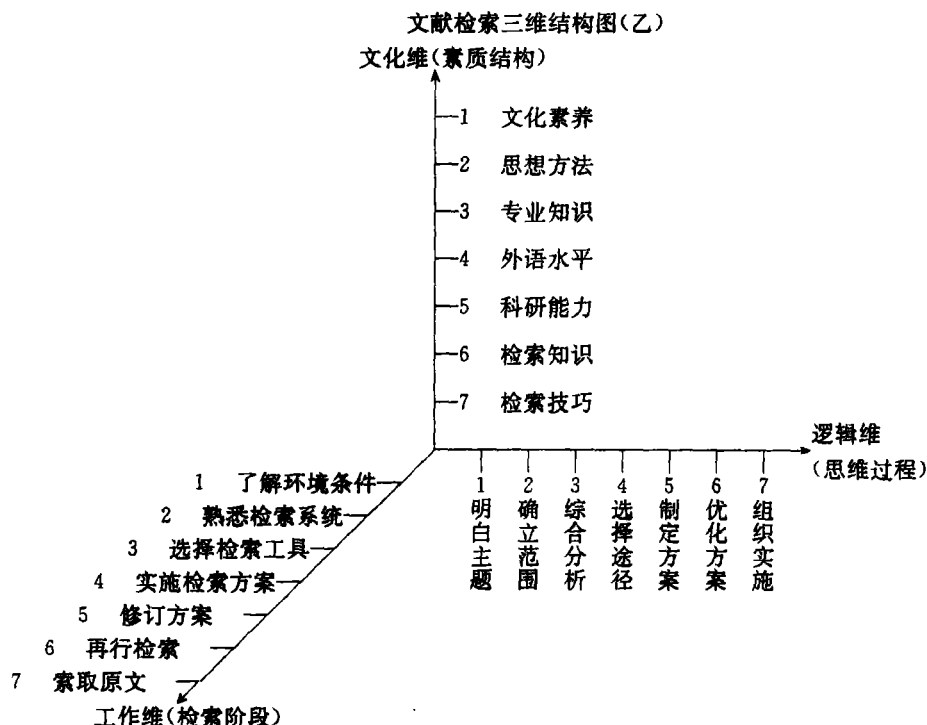 文献检索三维结构图(乙)
文化维(素质结构)
1 文化素养
2 思想方法
3 专业知识
4 外语水平
5 科研能力
6 检索知识
7 检索技巧
逻辑维
(思维过程)
1 明白主题
2 确立范围
3 综合分析
4 选择途径
5 制定方案
6 优化方案
7 组织实施
1 了解环境条件
2 熟悉检索系统
3 选择检索工具
4 实施检索方案
5 修订方案
6 再行检索
7 索取原文
工作维(检索阶段)